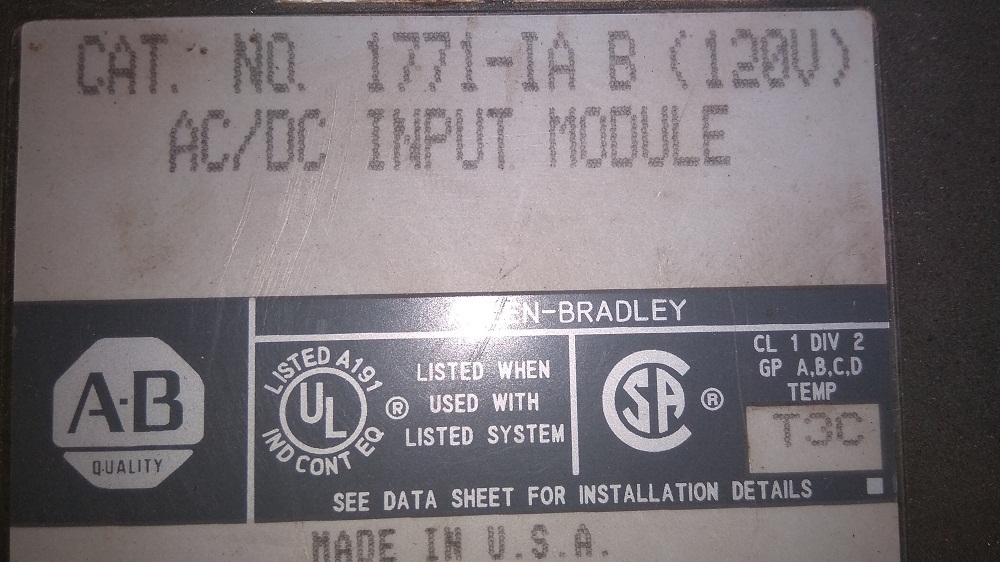 CAT. NO. 1771-IA B (120V)
AC/DC INPUT MODULE
EN-BRADLEY
A-B
QUALITY
LISTED A191
UL
IND CONT EQ
®
LISTED WHEN
USED WITH
LISTED SYSTEM
SA
®
CL 1 DIV 2
GP A,B,C,D
TEMP
T3C
SEE DATA SHEET FOR INSTALLATION DETAILS
MADE IN U.S.A.